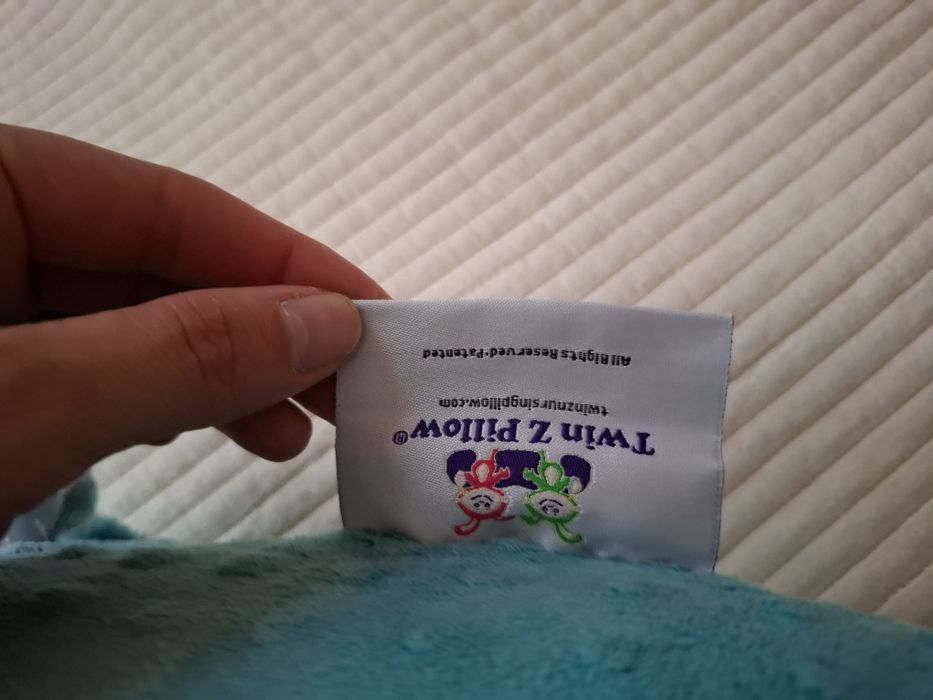 Twin Z Pillow®
twinznursingpillow.com
All Rights Reserved•Patented